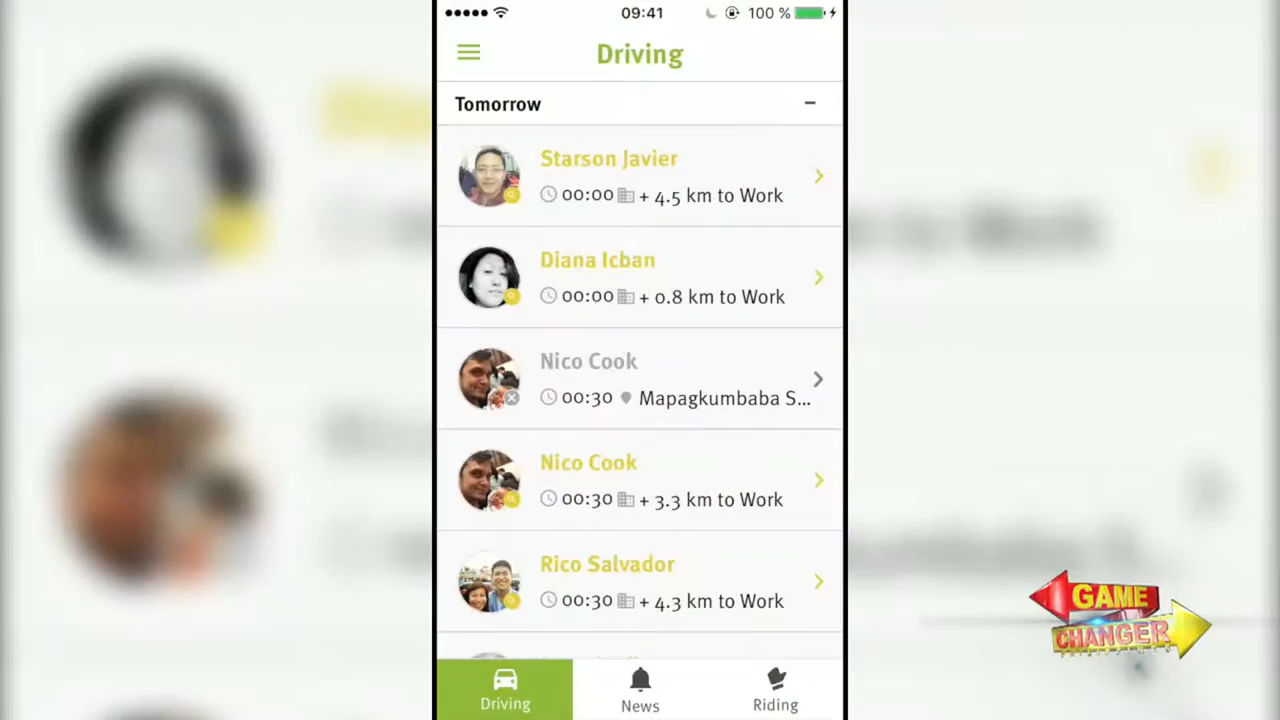 09:41
100 %
Driving
Tomorrow
Starson Javier
00:00 + 4.5 km to Work
Diana Icban
00:00 + 0.8 km to Work
Nico Cook
00:30 Mapagkumbaba S...
Nico Cook
00:30 + 3.3 km to Work
Rico Salvador
00:30 + 4.3 km to Work
Driving
News
Riding
GAME
CHANGER